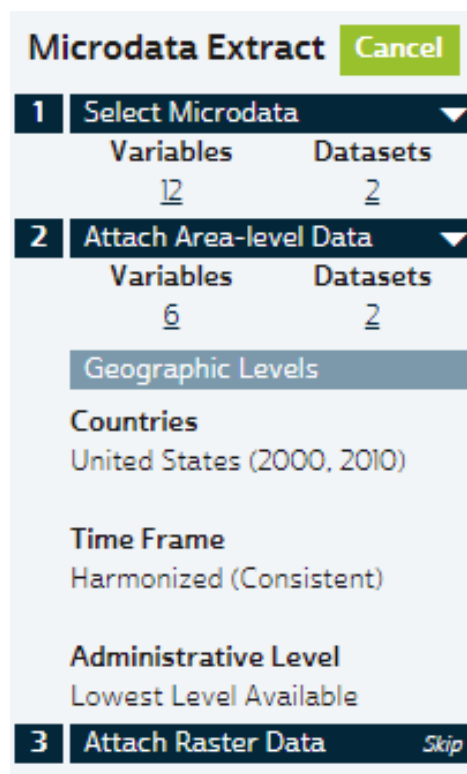 Microdata Extract Cancel
1 Select Microdata
Variables Datasets
12 2
2 Attach Area-level Data
Variables Datasets
6 2
Geographic Levels
Countries
United States (2000, 2010)
Time Frame
Harmonized (Consistent)
Administrative Level
Lowest Level Available
3 Attach Raster Data Skip